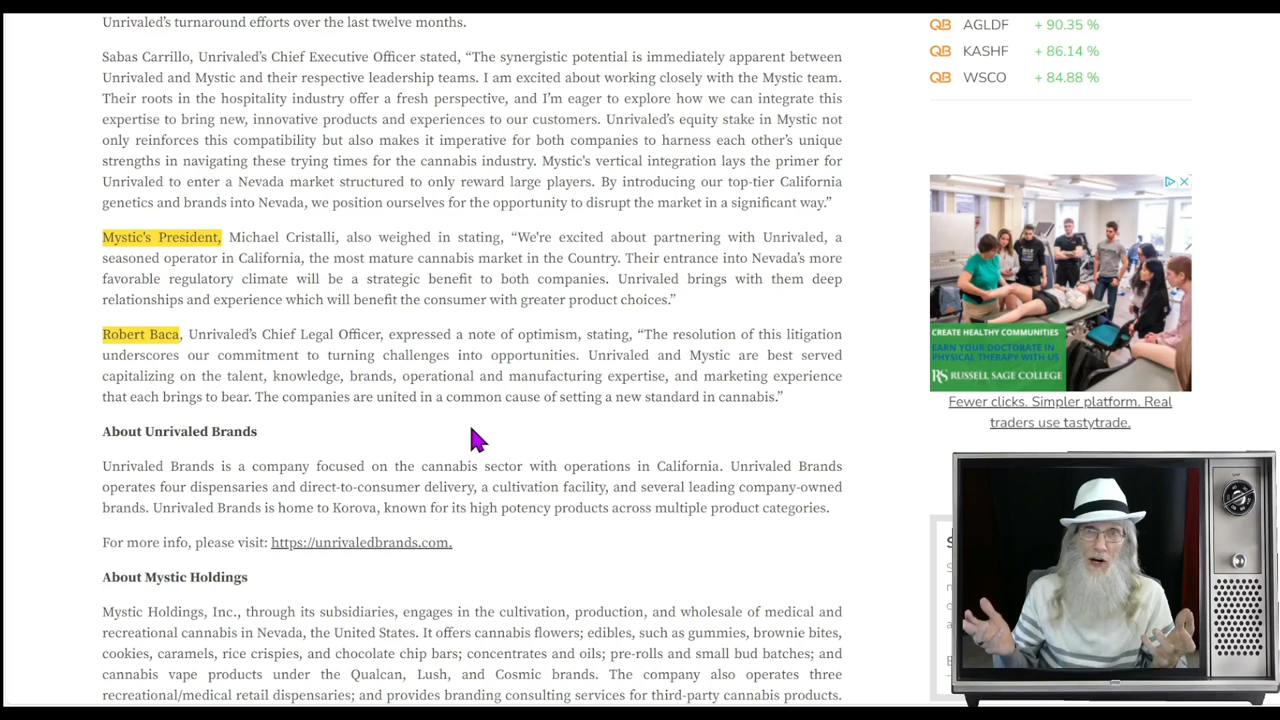 Unrivaled's turnaround efforts over the last twelve months.
Sabas Carrillo, Unrivaled's Chief Executive Officer stated, “The synergistic potential is immediately apparent between
Unrivaled and Mystic and their respective leadership teams. I am excited about working closely with the Mystic team.
Their roots in the hospitality industry offer a fresh perspective, and I'm eager to explore how we can integrate this
expertise to bring new, innovative products and experiences to our customers. Unrivaled's equity stake in Mystic not
only reinforces this compatibility but also makes it imperative for both companies to harness each other's unique
strengths in navigating these trying times for the cannabis industry. Mystic's vertical integration lays the primer for
Unrivaled to enter a Nevada market structured to only reward large players. By introducing our top-tier California
genetics and brands into Nevada, we position ourselves for the opportunity to disrupt the market in a significant way.”
Mystic's President, Michael Cristalli, also weighed in stating, “We're excited about partnering with Unrivaled, a
seasoned operator in California, the most mature cannabis market in the Country. Their entrance into Nevada's more
favorable regulatory climate will be a strategic benefit to both companies. Unrivaled brings with them deep
relationships and experience which will benefit the consumer with greater product choices.”
Robert Baca, Unrivaled's Chief Legal Officer, expressed a note of optimism, stating, “The resolution of this litigation
underscores our commitment to turning challenges into opportunities. Unrivaled and Mystic are best served
capitalizing on the talent, knowledge, brands, operational and manufacturing expertise, and marketing experience
that each brings to bear. The companies are united in a common cause of setting a new standard in cannabis.”
About Unrivaled Brands
Unrivaled Brands is a company focused on the cannabis sector with operations in California. Unrivaled Brands
operates four dispensaries and direct-to-consumer delivery, a cultivation facility, and several leading company-owned
brands. Unrivaled Brands is home to Korova, known for its high potency products across multiple product categories.
For more info, please visit: https://unrivaledbrands.com.
About Mystic Holdings
Mystic Holdings, Inc., through its subsidiaries, engages in the cultivation, production, and wholesale of medical and
recreational cannabis in Nevada, the United States. It offers cannabis flowers; edibles, such as gummies, brownie bites,
cookies, caramels, rice crispies, and chocolate chip bars; concentrates and oils; pre-rolls and small bud batches; and
cannabis vape products under the Qualcan, Lush, and Cosmic brands. The company also operates three
recreational/medical retail dispensaries; and provides branding consulting services for third-party cannabis products.
QB AGLDF + 90.35 %
QB KASHF + 86.14 %
QB WSCO + 84.88 %
CREATE HEALTHY COMMUNITIES
EARN YOUR DOCTORATE IN
PHYSICAL THERAPY WITH US
RS RUSSELL SAGE COLLEGE
Fewer clicks. Simpler platform. Real
traders use tastytrade.